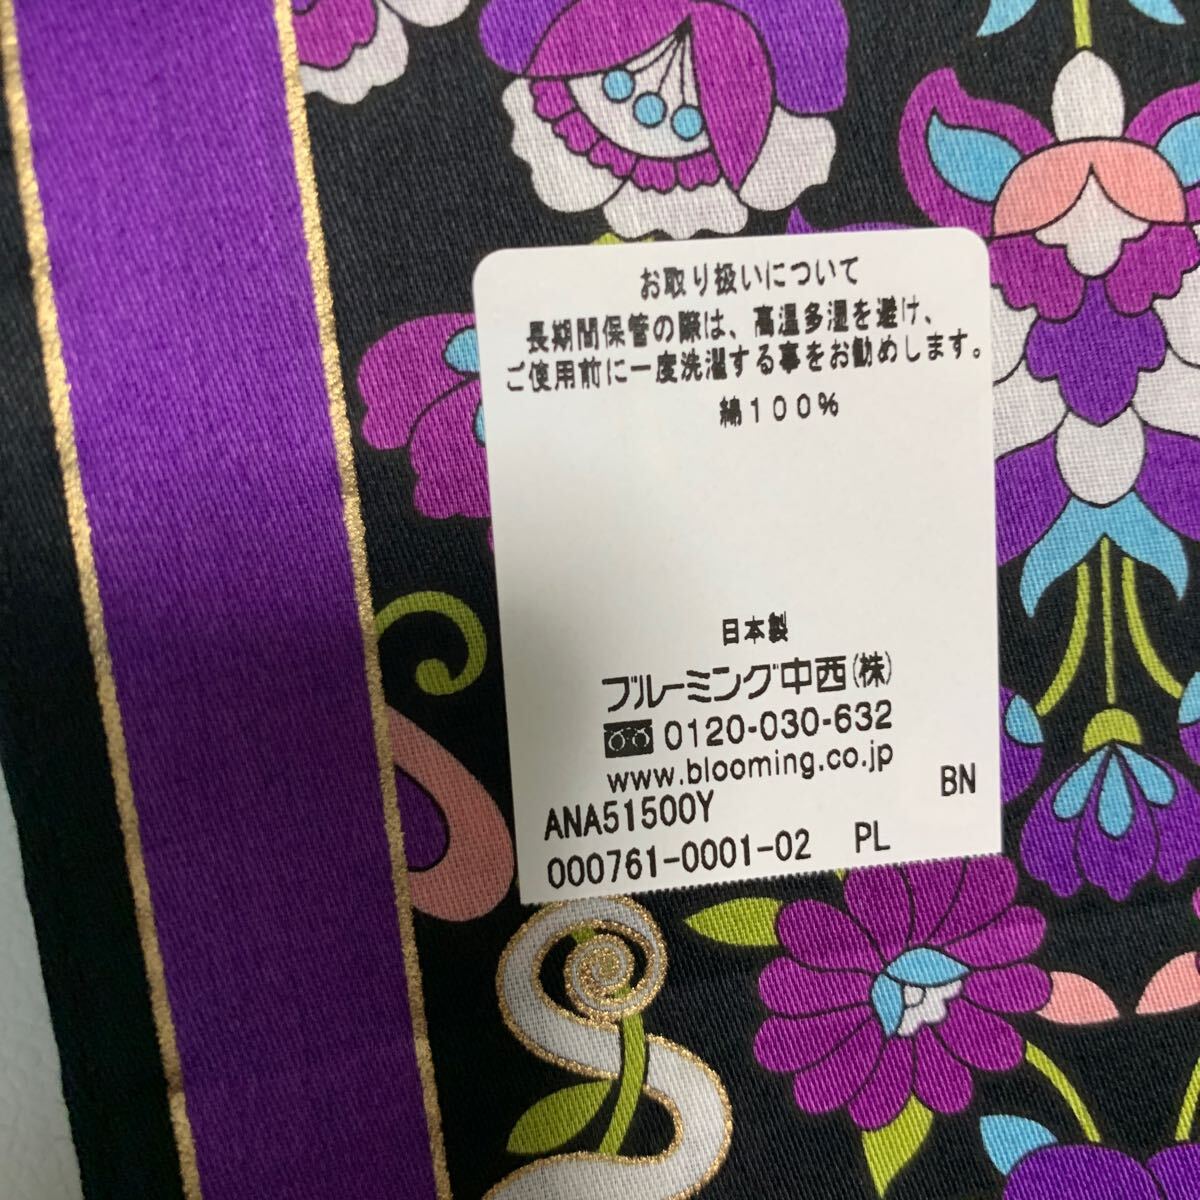 お取り扱いについて
長期間保管の際は、高温多湿を避け、
ご使用前に一度洗濯する事をお勧めします。
綿100%
日本製
ブルーミング中西(株)
0120-030-632
www.blooming.co.jp
ANA51500Y BN
000761-0001-02 PL